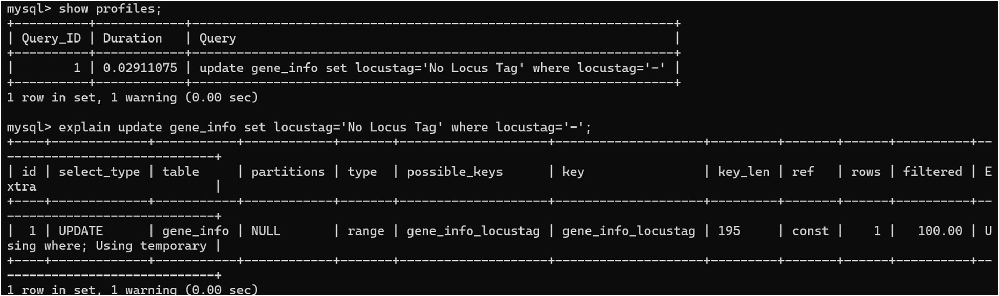 mysql> show profiles;
+----------+------------+-----------------------------------------------------------------+
| Query_ID | Duration   | Query                                                           |
+----------+------------+-----------------------------------------------------------------+
|        1 | 0.02911075 | update gene_info set locustag='No Locus Tag' where locustag='-' |
+----------+------------+-----------------------------------------------------------------+
1 row in set, 1 warning (0.00 sec)

mysql> explain update gene_info set locustag='No Locus Tag' where locustag='-';
+----+-------------+-----------+------------+-------+--------------------+--------------------+---------+-------+------+----------+--
----------------------------+
| id | select_type | table     | partitions | type  | possible_keys      | key                | key_len | ref   | rows | filtered | E
xtra                        |
+----+-------------+-----------+------------+-------+--------------------+--------------------+---------+-------+------+----------+--
----------------------------+
|  1 | UPDATE      | gene_info | NULL       | range | gene_info_locustag | gene_info_locustag | 195     | const |    1 |   100.00 | U
sing where; Using temporary |
+----+-------------+-----------+------------+-------+--------------------+--------------------+---------+-------+------+----------+--
----------------------------+
1 row in set, 1 warning (0.00 sec)